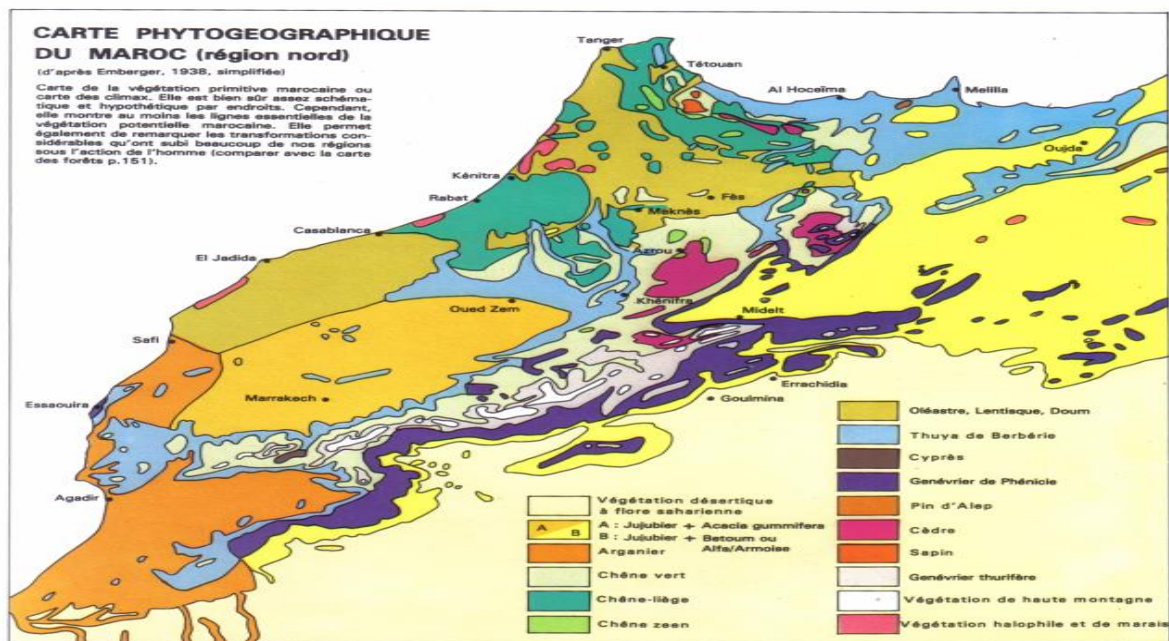 CARTE PHYTOGEOGRAPHIQUE
DU MAROC (région nord)
(d'après Emberger, 1938, simplifiée)
Carte de la végétation primitive marocaine ou
carte des climax. Elle est bien sûr assez schéma-
tique et hypothétique par endroits. Cependant,
elle montre au moins les lignes essentielles de la
végétation potentielle marocaine. Elle permet
également de remarquer les transformations con-
sidérables qu'ont subi beaucoup de nos régions
sous l'action de l'homme (comparer avec la carte
des forêts p.151).
Tanger
Tétouan
Al Hoceïma
Melilla
Oujda
Kénitra
Rabat
Fès
Meknès
Casablanca
Azrou
El Jadida
Khénifra
Oued Zem
Midelt
Safi
Errachidia
Essaouira
Marrakech
Goulmina
Agadir
Végétation désertique
à flore saharienne
A
B
A : Jujubier + Acacia gummifera
B : Jujubier + Betoum ou
Alfa/Armoise
Arganier
Chêne vert
Chêne-liège
Chêne zeen
Oléastre, Lentisque, Doum
Thuya de Berbérie
Cyprès
Genévrier de Phénicie
Pin d'Alep
Cèdre
Sapin
Genévrier thurifère
Végétation de haute montagne
Végétation halophile et de marais